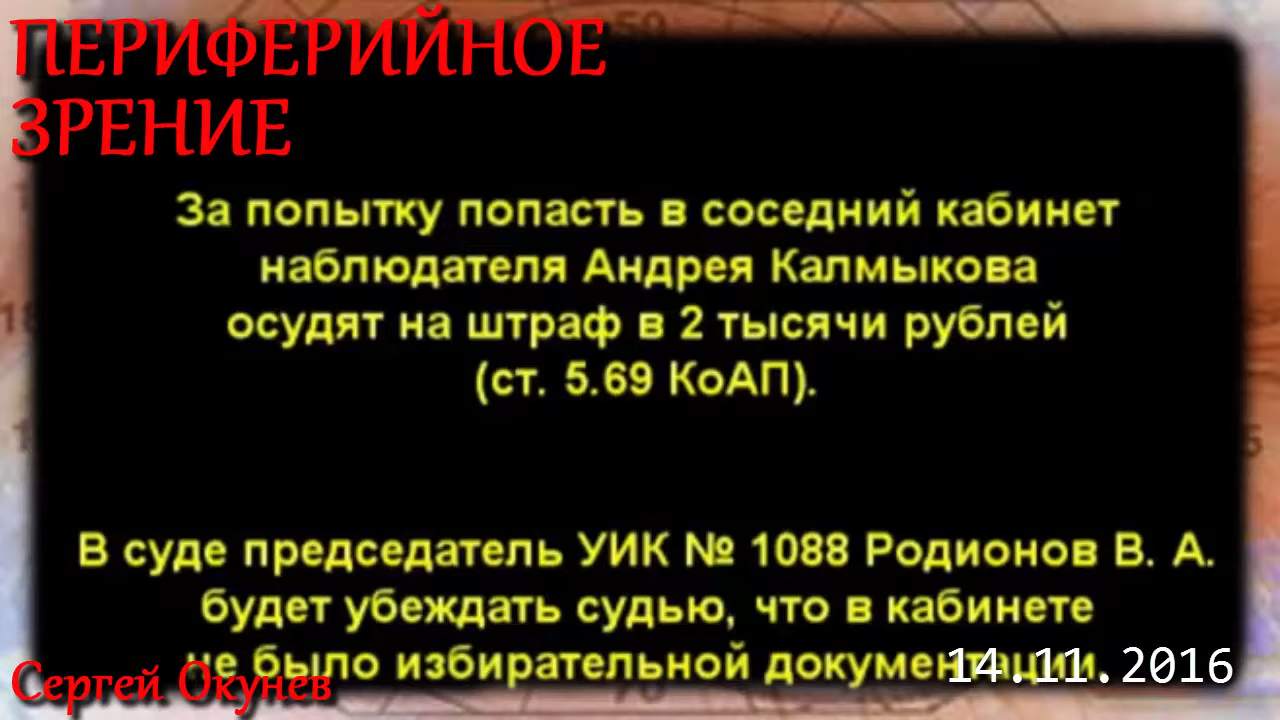 ПЕРИФЕРИЙНОЕ
ЗРЕНИЕ
За попытку попасть в соседний кабинет
наблюдателя Андрея Калмыкова
осудят на штраф в 2 тысячи рублей
(ст. 5.69 КоАП).
В суде председатель УИК № 1088 Родионов В. А.
будет убеждать судью, что в кабинете
не было избирательной документации.
Сергей Окунев
14.11.2016